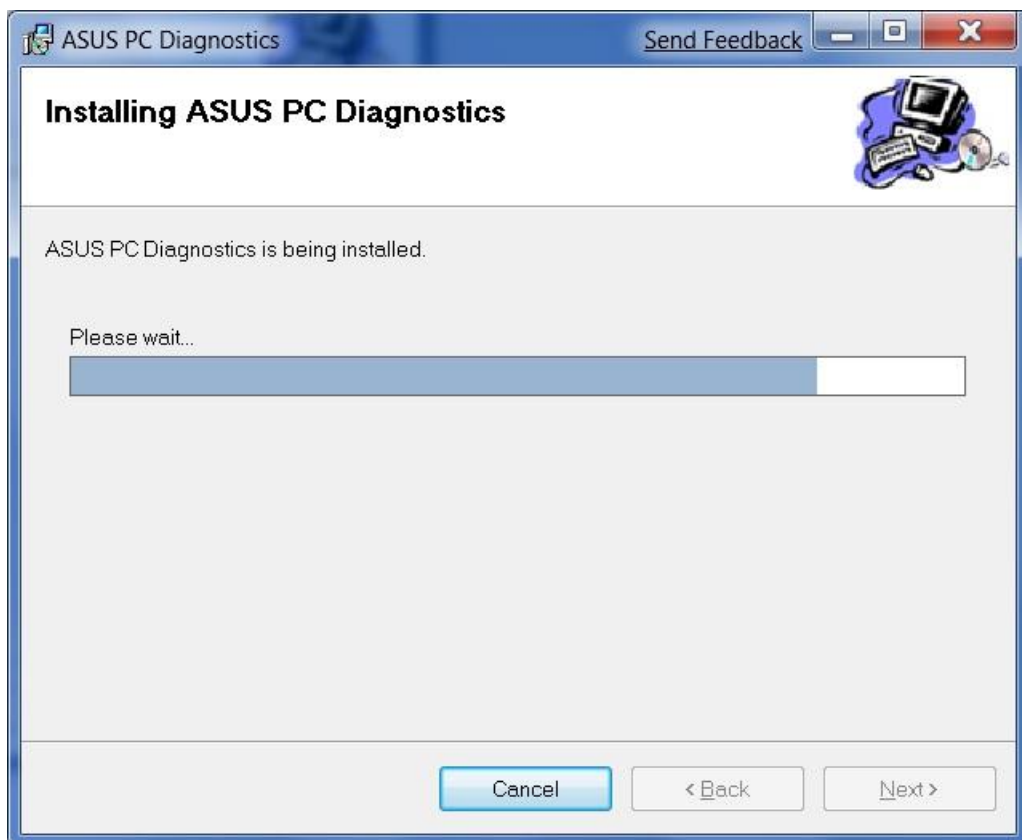 ASUS PC Diagnostics
Send Feedback
Installing ASUS PC Diagnostics
ASUS PC Diagnostics is being installed.
Please wait...
Cancel
< Back
Next >